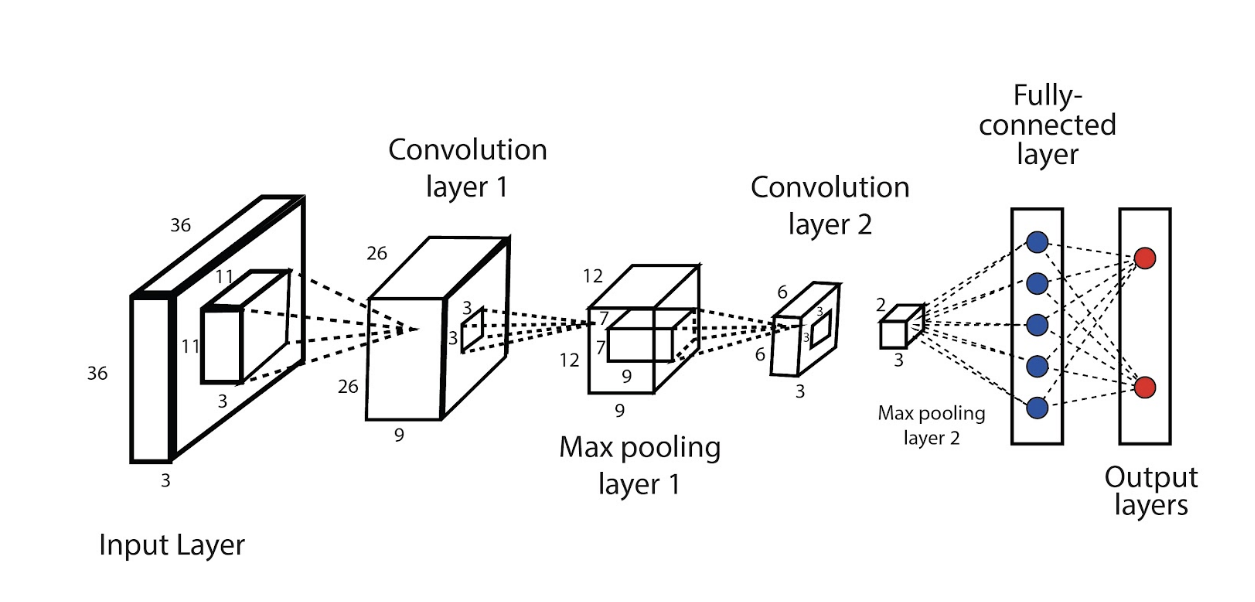 Fully-
connected
layer
Convolution
layer 1
Convolution
layer 2
36
11
11
3
36
3
Input Layer
26
3
3
26
9
12
7
7
12
9
9
Max pooling
layer 1
6
3
3
6
3
2
3
Max pooling
layer 2
Output
layers